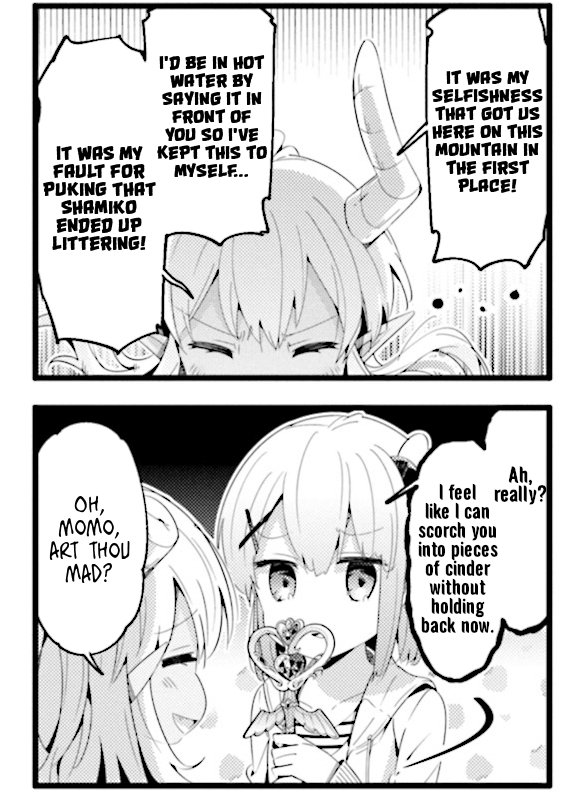 IT WAS MY
SELFISHNESS
THAT GOT US
HERE ON THIS
MOUNTAIN IN
THE FIRST
PLACE!
I'D BE IN HOT
WATER BY
SAYING IT IN
FRONT OF
YOU SO I'VE
KEPT THIS TO
MYSELF...
IT WAS MY
FAULT FOR
PUKING THAT
SHAMIKO
ENDED UP
LITTERING!
Ah,
really?
I feel
like I can
scorch you
into pieces
of cinder
without
holding
back now.
OH,
MOMO,
ART THOU
MAD?